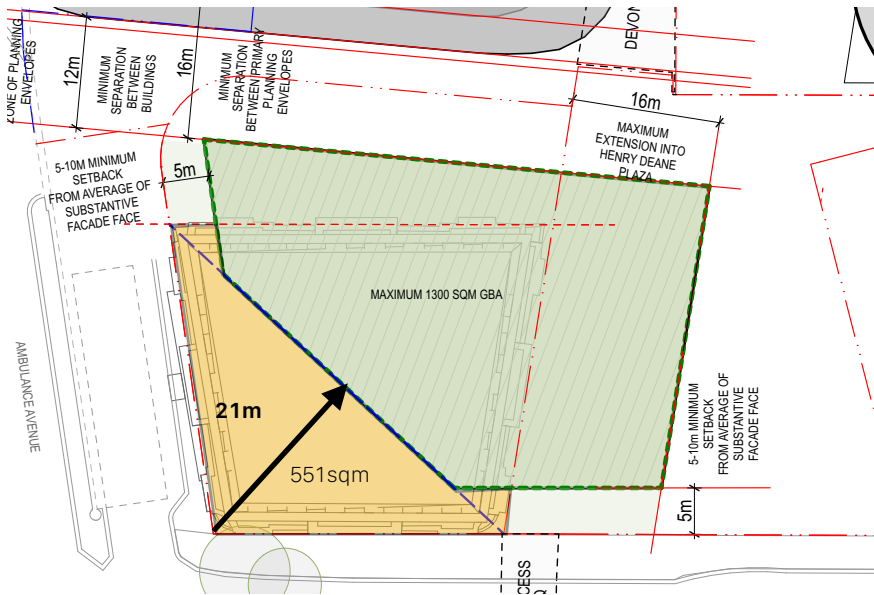 ZONE OF PLANNING
ENVELOPES
12m
MINIMUM
SEPARATION
BETWEEN
BUILDINGS
16m
MINIMUM
SEPARATION
BETWEEN PRIMARY
PLANNING
ENVELOPES
DEVON
16m
MAXIMUM
EXTENSION INTO
HENRY DEANE
PLAZA
5-10M MINIMUM
SETBACK
FROM AVERAGE OF
SUBSTANTIVE
FACADE FACE
5m
MAXIMUM 1300 SQM GBA
AMBULANCE AVENUE
21m
551sqm
5-10m MINIMUM
SETBACK
FROM AVERAGE OF
SUBSTANTIVE
FACADE FACE
5m
CESS